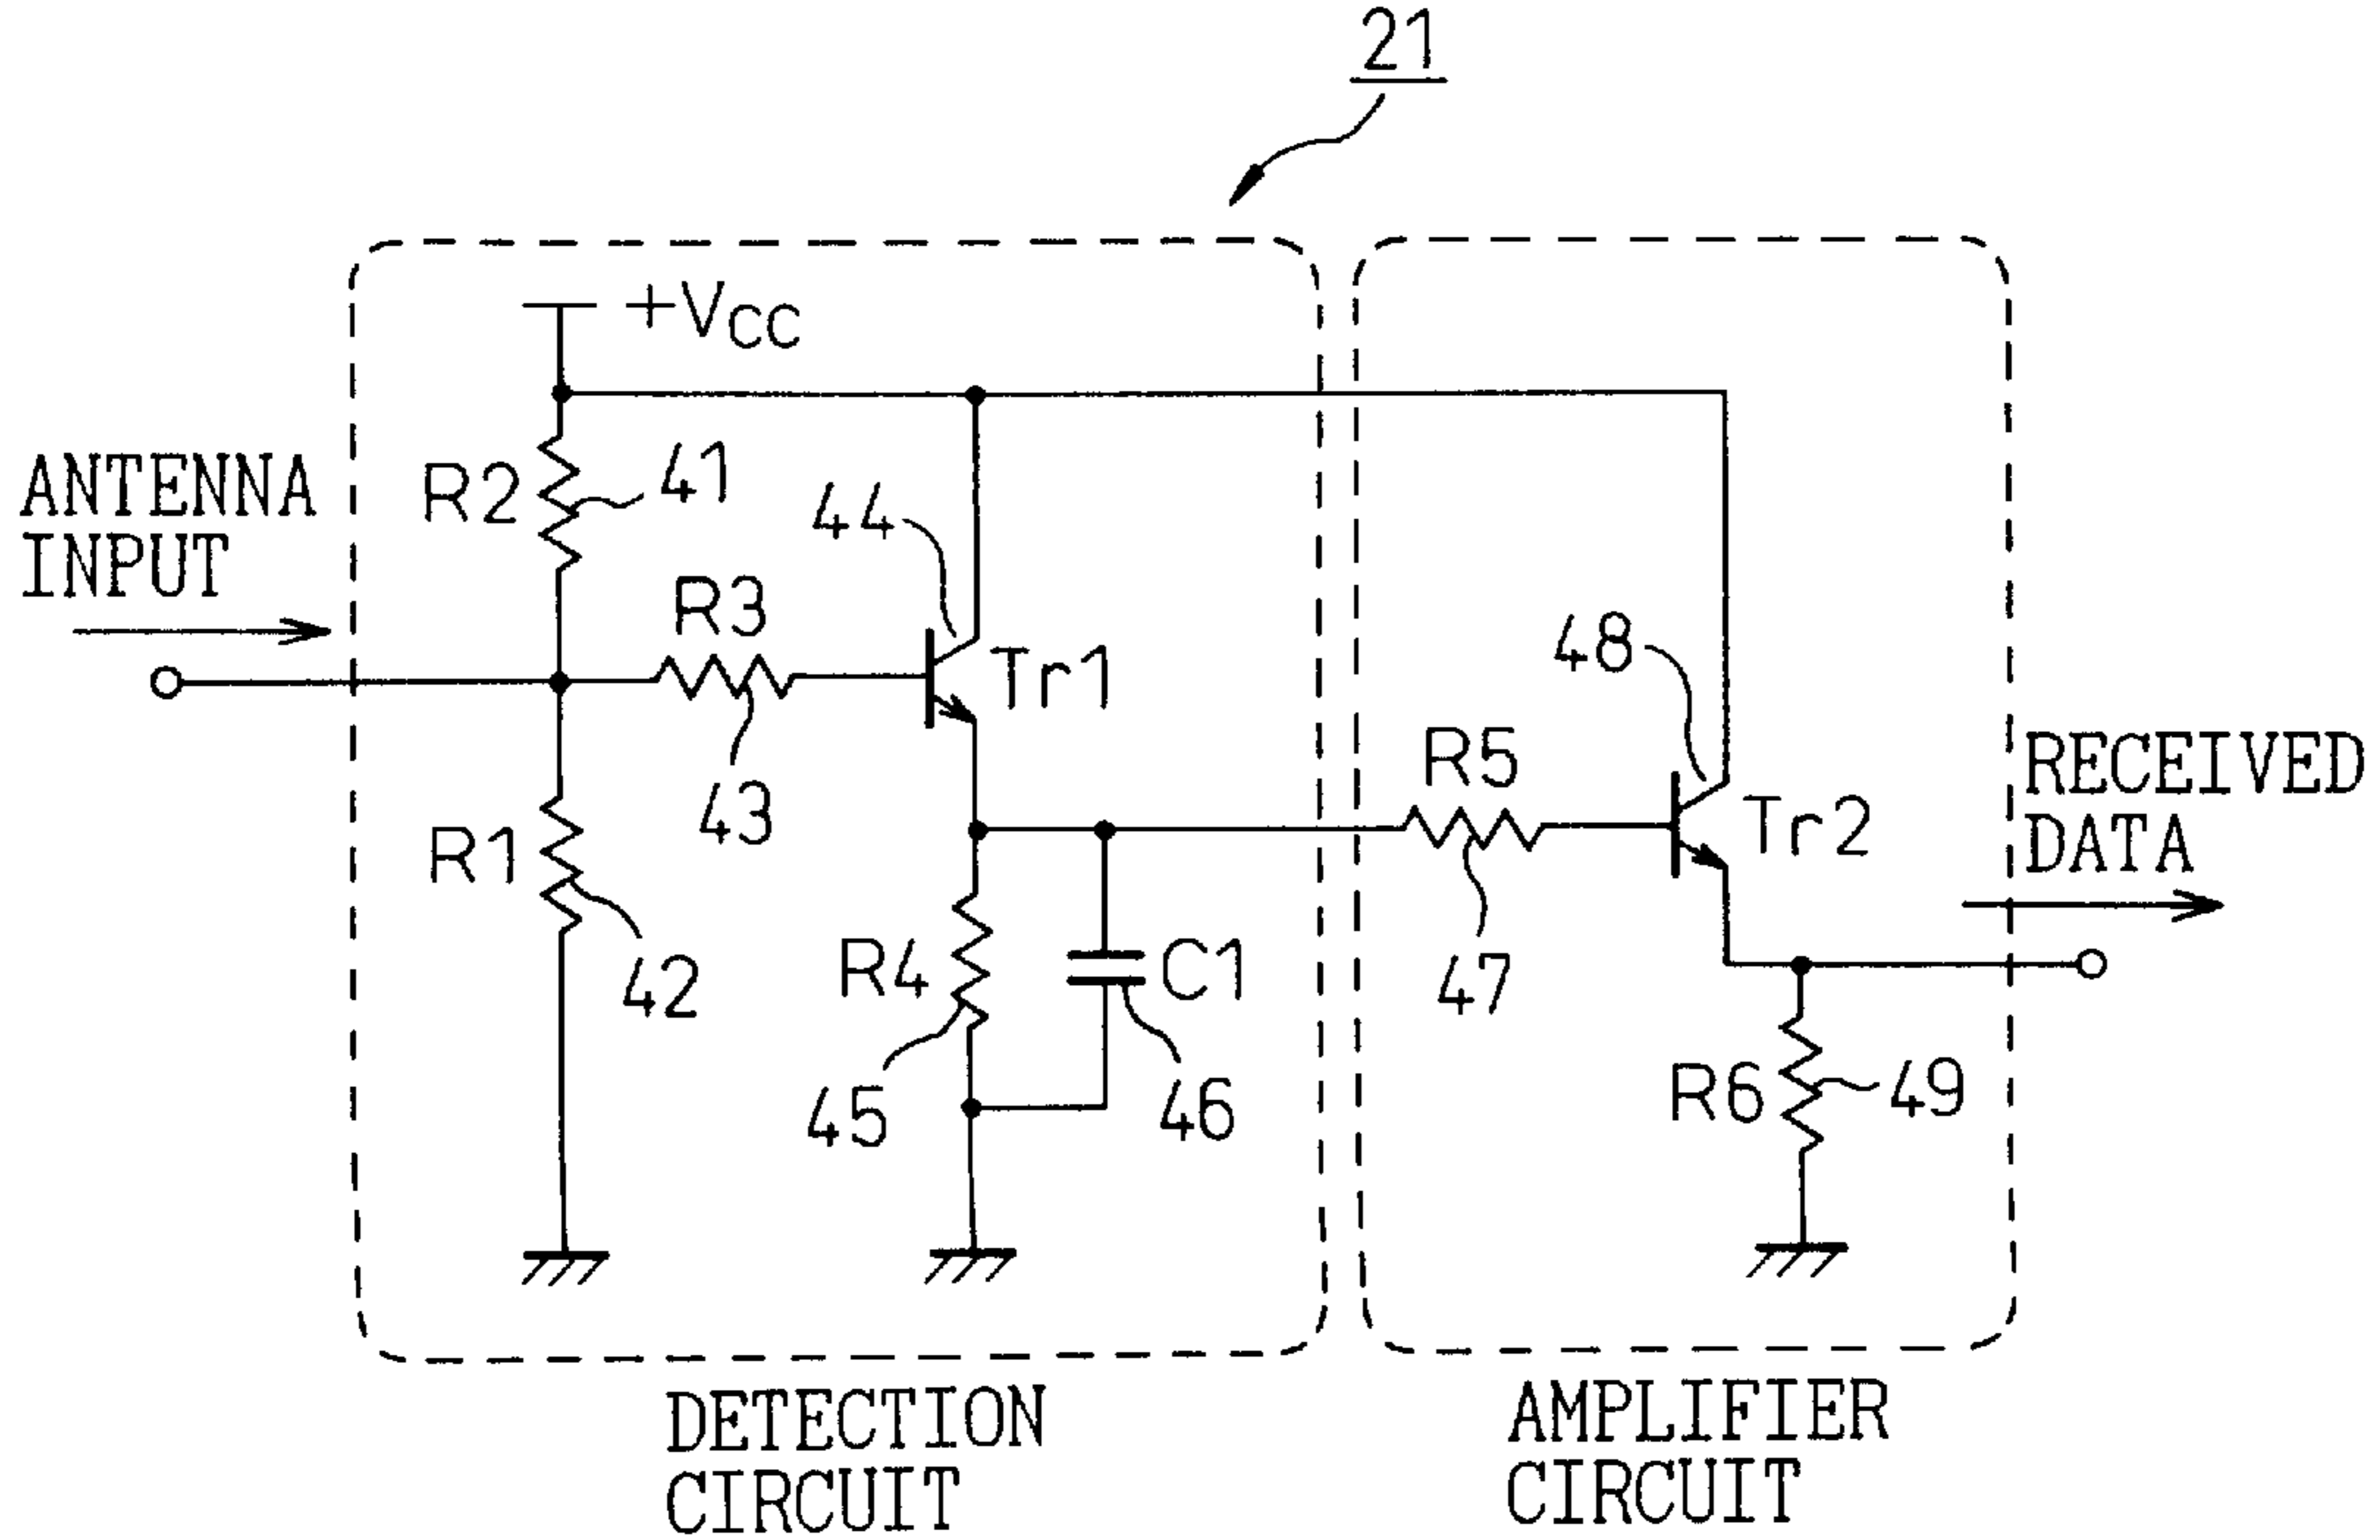 21
+VCC
ANTENNA
INPUT
R2
41
44
R3
Tr1
43
R1
42
R4
45
C1
46
R5
47
48
Tr2
RECEIVED
DATA
R6
49
DETECTION
CIRCUIT
AMPLIFIER
CIRCUIT